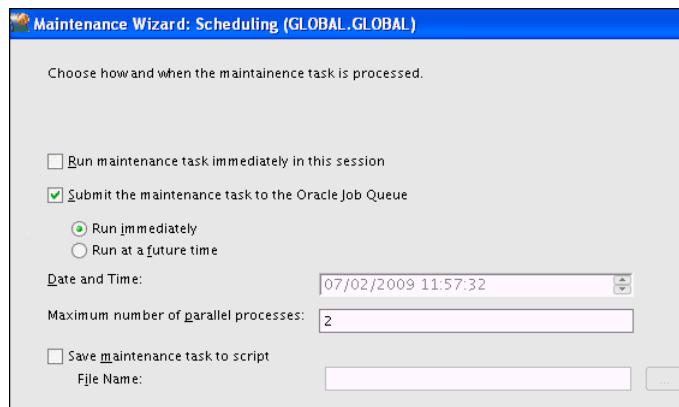 Maintenance Wizard: Scheduling (GLOBAL.GLOBAL)
Choose how and when the maintainence task is processed.
Run maintenance task immediately in this session
Submit the maintenance task to the Oracle Job Queue
Run immediately
Run at a future time
Date and Time:
07/02/2009 11:57:32
Maximum number of parallel processes:
2
Save maintenance task to script
File Name:
...